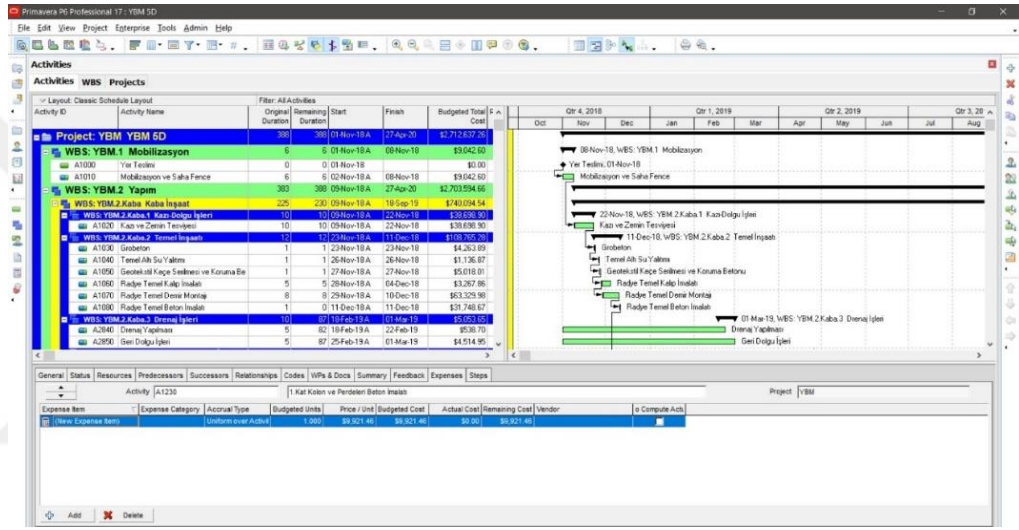 Primavera P6 Professional 17 : YBM 5D
File Edit View Project Enterprise Tools Admin Help
Activities
Activities WBS Projects
Layout: Classic Schedule Layout Filter: All Activities
Activity ID Activity Name Original Duration Remaining Duration Start Finish Budgeted Total Cost
Qtr 4, 2018 Qtr 1, 2019 Qtr 2, 2019 Qtr 3, 20
Oct Nov Dec Jan Feb Mar Apr May Jun Jul Aug
Project: YBM YBM 5D 388 388 01-Nov-18 A 27-Apr-20 $2,712,637.26
WBS: YBM.1 Mobilizasyon 6 6 01-Nov-18 A 08-Nov-18 $9,042.60
08-Nov-18, WBS: YBM.1 Mobilizasyon
A1000 Yer Teslimi 0 0 01-Nov-18 $0.00
Yer Teslimi, 01-Nov-18
A1010 Mobilizasyon ve Saha Fence 6 6 02-Nov-18 A 08-Nov-18 $9,042.60
Mobilizasyon ve Saha Fence
WBS: YBM.2 Yapım 383 388 09-Nov-18 A 27-Apr-20 $2,703,594.66
WBS: YBM.2.Kaba Kaba İnşaat 225 230 09-Nov-18 A 18-Sep-19 $740,094.54
WBS: YBM.2.Kaba.1 Kazı-Dolgu İşleri 10 10 09-Nov-18 A 22-Nov-18 $38,698.90
22-Nov-18, WBS: YBM.2.Kaba.1 Kazı-Dolgu İşleri
A1020 Kazı ve Zemin Tesviyesi 10 10 09-Nov-18 A 22-Nov-18 $38,698.90
Kazı ve Zemin Tesviyesi
WBS: YBM.2.Kaba.2 Temel İnşaatı 12 12 23-Nov-18 A 11-Dec-18 $108,765.28
11-Dec-18, WBS: YBM.2.Kaba.2 Temel İnşaatı
A1030 Grobeton 1 1 23-Nov-18 A 23-Nov-18 $4,263.89
Grobeton
A1040 Temel Altı Su Yalıtımı 1 1 26-Nov-18 A 26-Nov-18 $1,136.87
Temel Altı Su Yalıtımı
A1050 Geotekstil Keçe Serilmesi ve Koruma Be 1 1 27-Nov-18 A 27-Nov-18 $5,018.01
Geotekstil Keçe Serilmesi ve Koruma Betonu
A1060 Radye Temel Kalıp İmalatı 5 5 28-Nov-18 A 04-Dec-18 $3,267.86
Radye Temel Kalıp İmalatı
A1070 Radye Temel Demir Montajı 8 8 29-Nov-18 A 10-Dec-18 $63,329.98
Radye Temel Demir Montajı
A1080 Radye Temel Beton İmalatı 1 0 11-Dec-18 A 11-Dec-18 $31,748.67
Radye Temel Beton İmalatı
WBS: YBM.2.Kaba.3 Drenaj İşleri 10 87 18-Feb-19 A 01-Mar-19 $5,053.65
01-Mar-19, WBS: YBM.2.Kaba.3 Drenaj İşleri
A2840 Drenaj Yapılması 5 82 18-Feb-19 A 22-Feb-19 $538.70
Drenaj Yapılması
A2850 Geri Dolgu İşleri 5 87 25-Feb-19 A 01-Mar-19 $4,514.95
Geri Dolgu İşleri
General Status Resources Predecessors Successors Relationships Codes WPs & Docs Summary Feedback Expenses Steps
Activity A1230 1.Kat Kolon ve Perdeleri Beton İmalatı Project YBM
Expense Item Expense Category Accrual Type Budgeted Units Price / Unit Budgeted Cost Actual Cost Remaining Cost Vendor o Compute Actu
(New Expense Item) Uniform over Activit 1.000 $9,921.46 $9,921.46 $0.00 $9,921.46
Add Delete